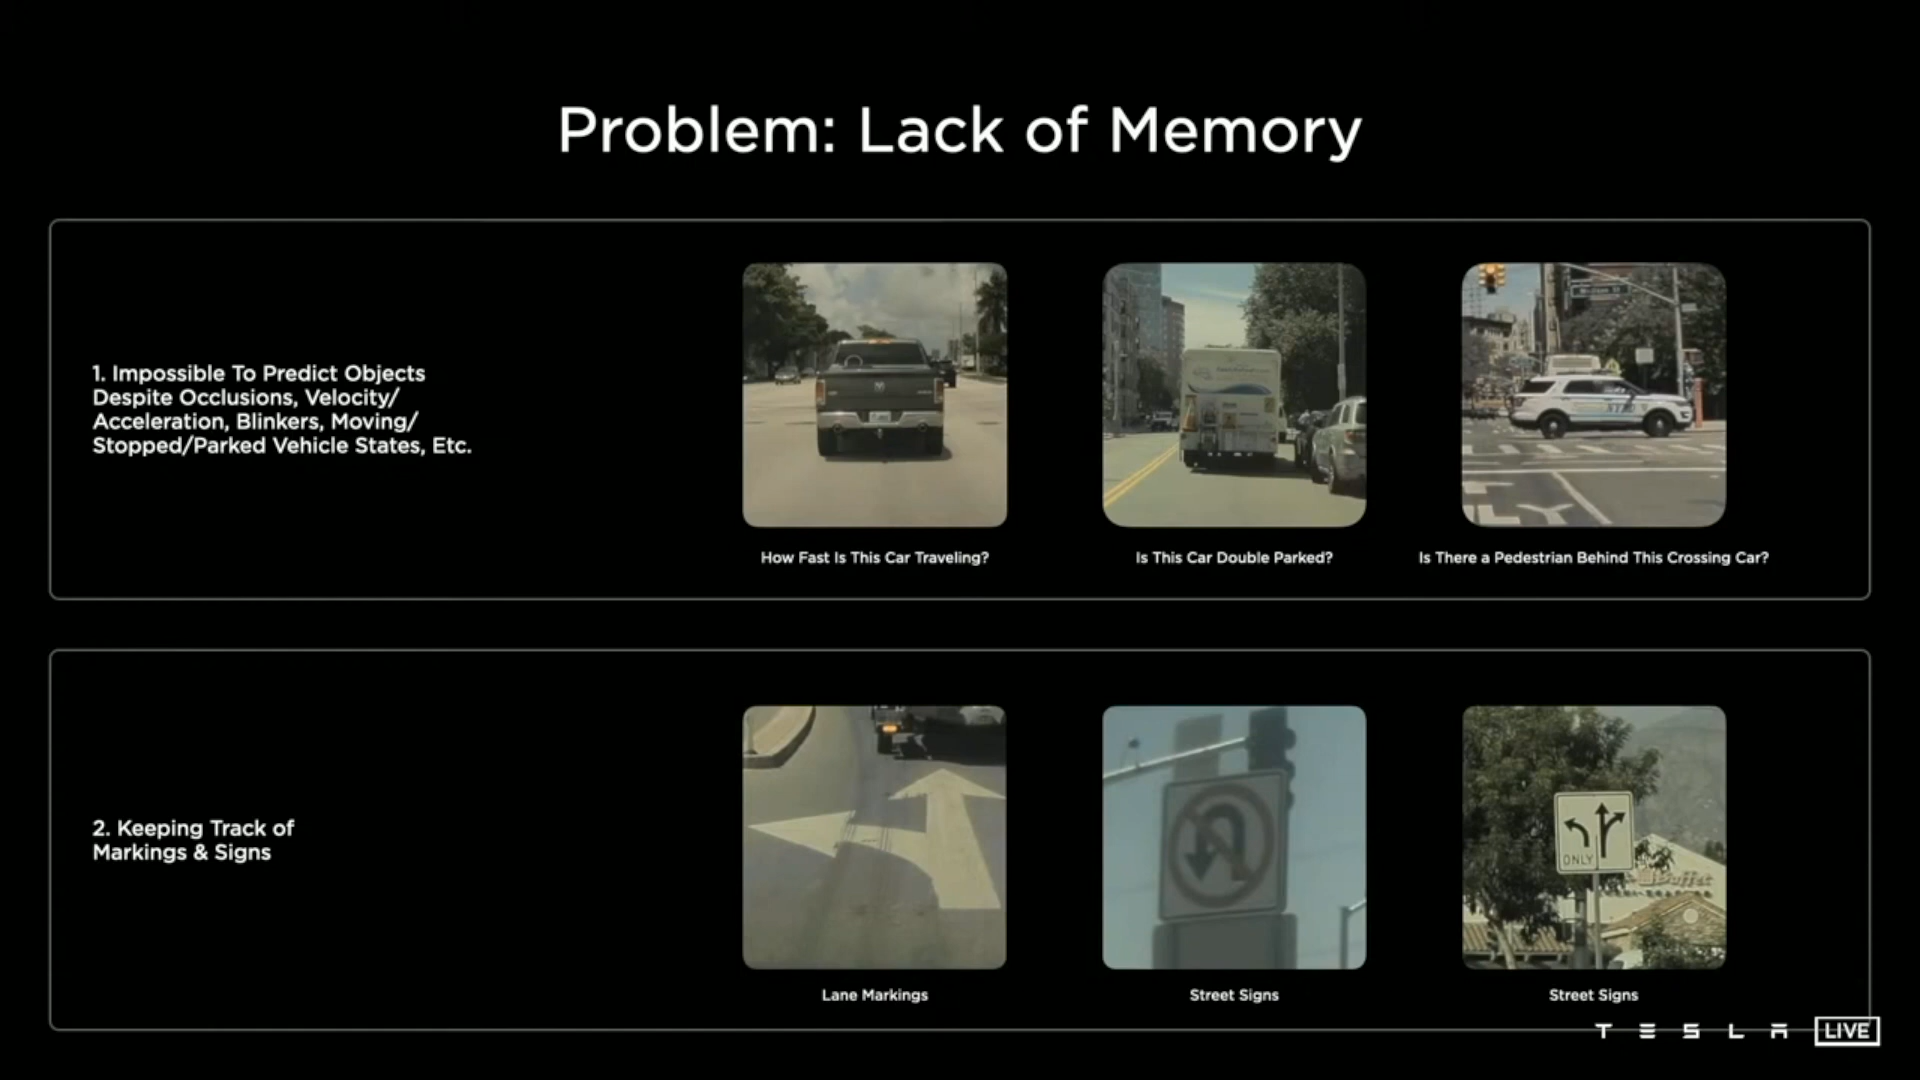 Problem: Lack of Memory
1. Impossible To Predict Objects
Despite Occlusions, Velocity/
Acceleration, Blinkers, Moving/
Stopped/Parked Vehicle States, Etc.
How Fast Is This Car Traveling?
Is This Car Double Parked?
Is There a Pedestrian Behind This Crossing Car?
2. Keeping Track of
Markings & Signs
ONLY
Buffet
Lane Markings
Street Signs
Street Signs
TESLA LIVE